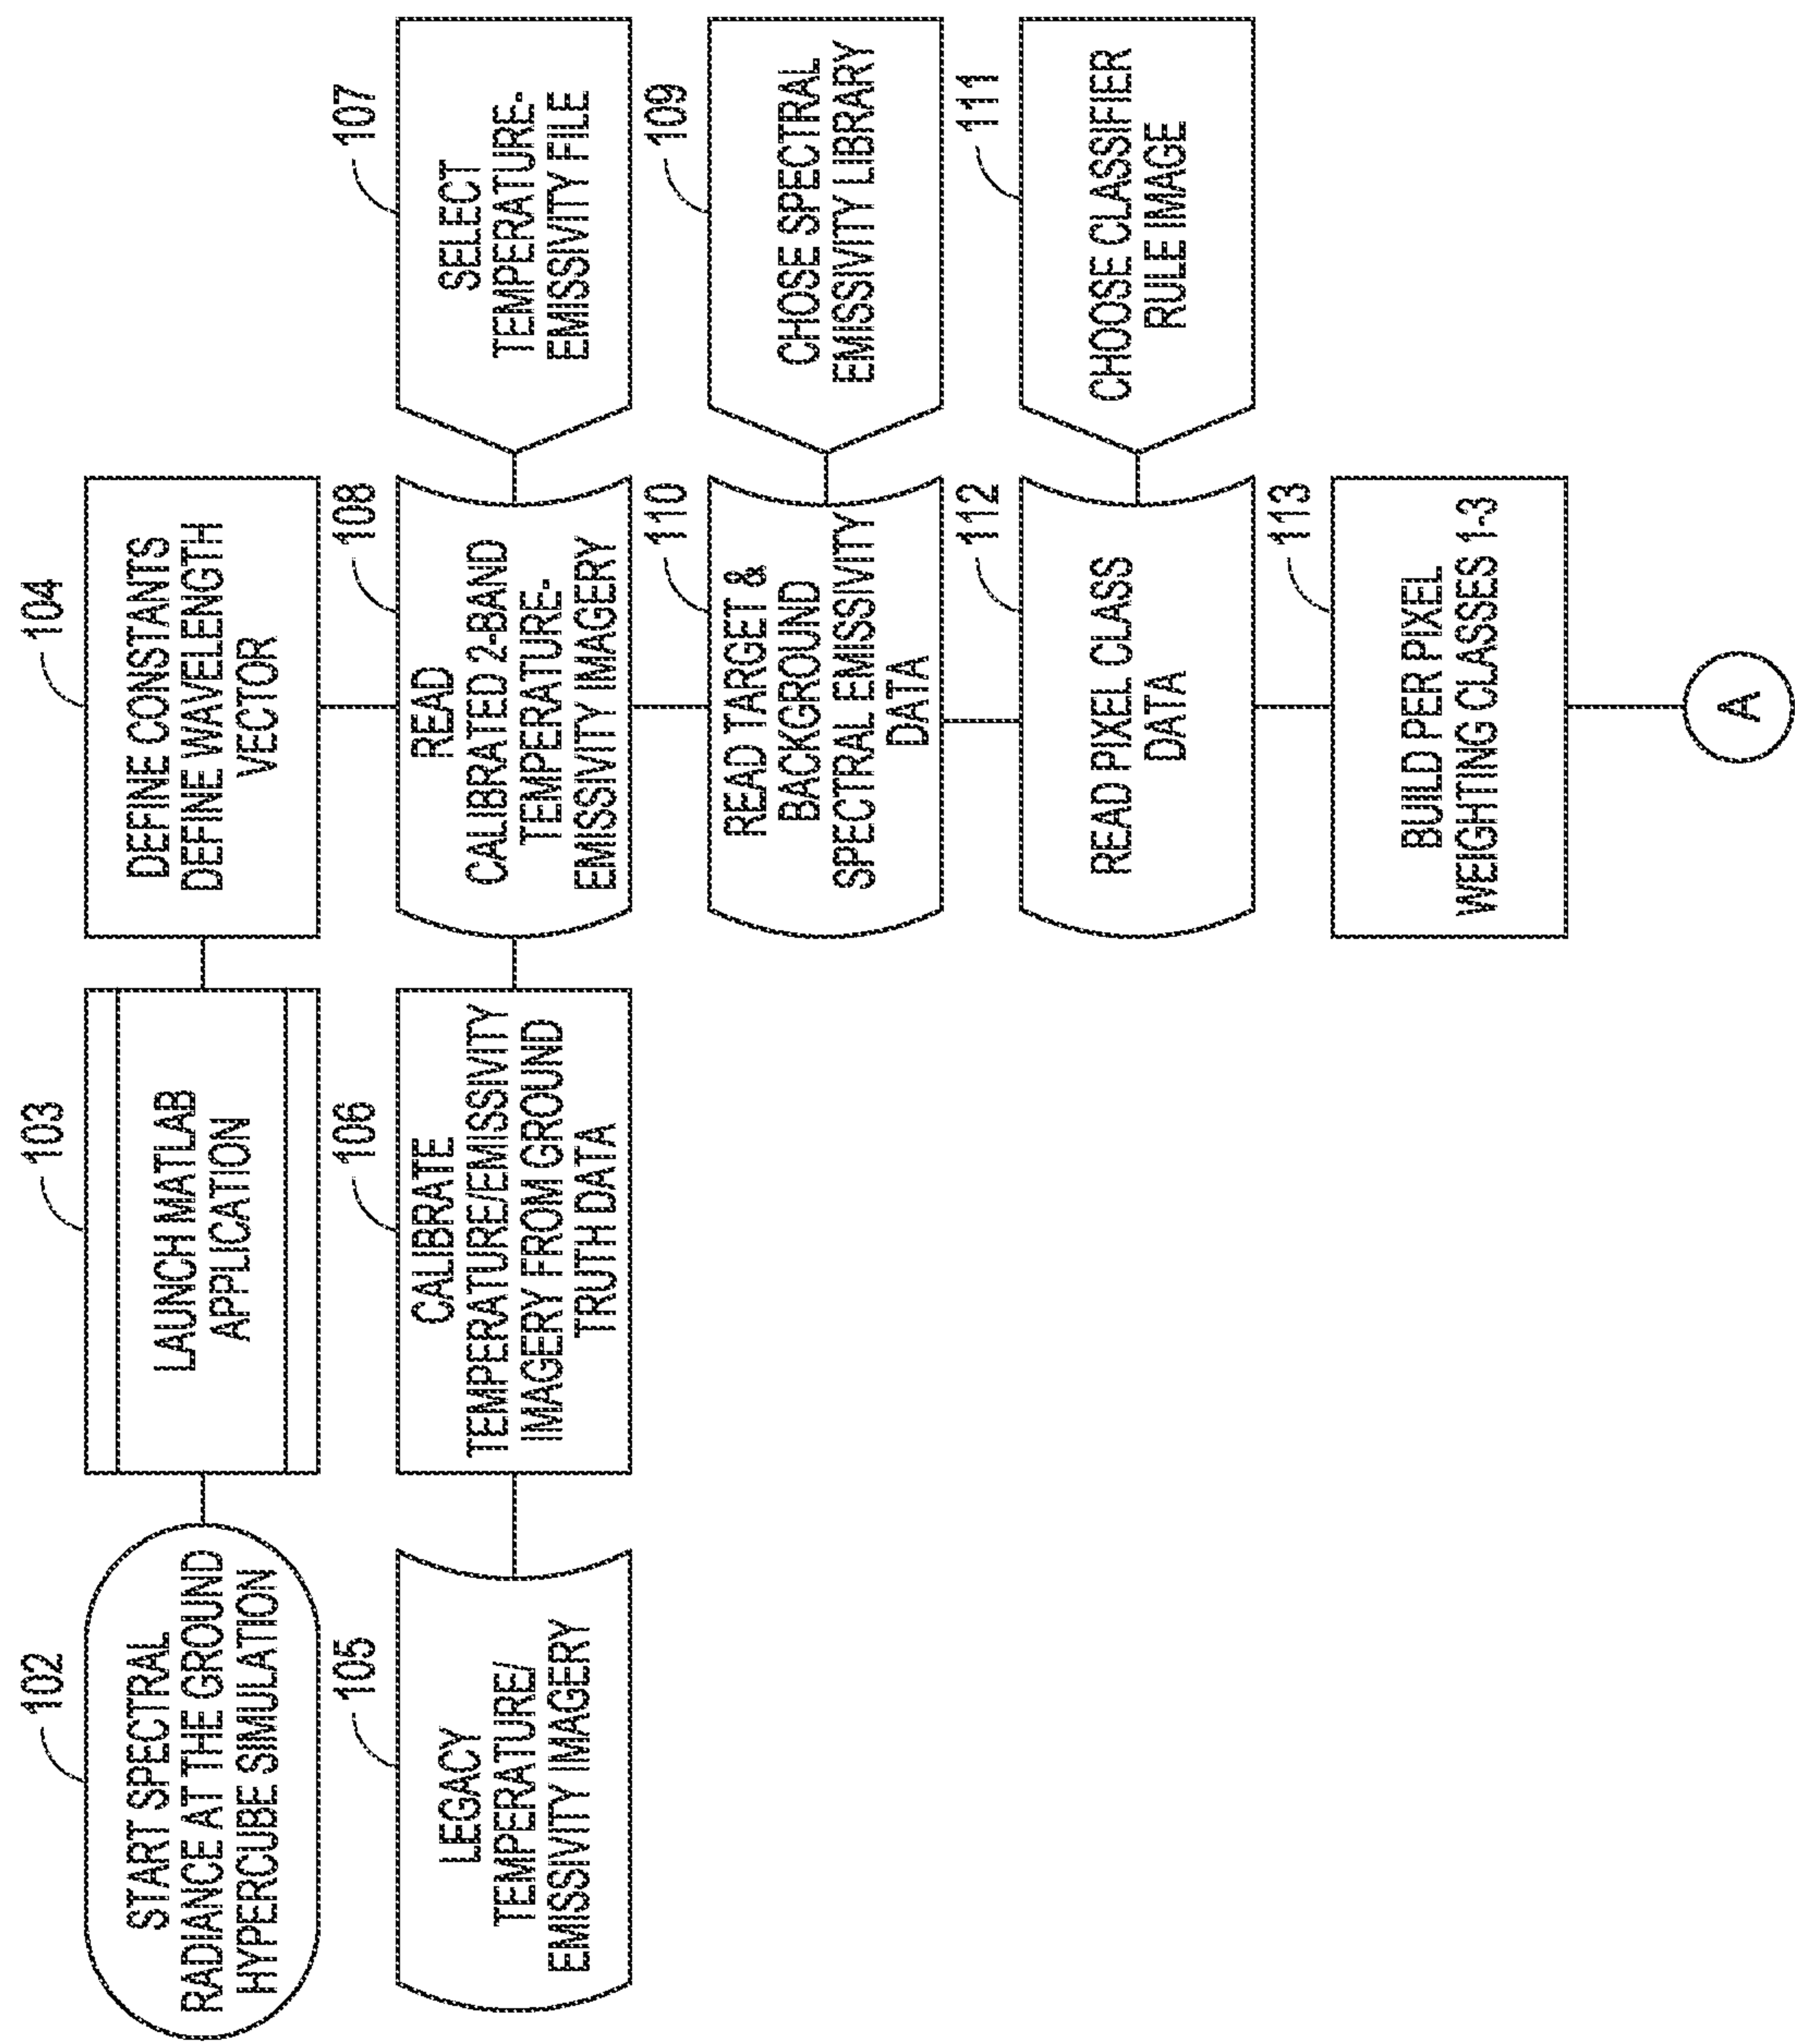 102
START SPECTRAL
RADIANCE AT THE GROUND
HYPERCUBE SIMULATION
103
LAUNCH MATLAB
APPLICATION
104
DEFINE CONSTANTS
DEFINE WAVELENGTH
VECTOR
105
LEGACY
TEMPERATURE/
EMISSIVITY IMAGERY
106
CALIBRATE
TEMPERATURE/EMISSIVITY
IMAGERY FROM GROUND
TRUTH DATA
108
READ
CALIBRATED 2-BAND
TEMPERATURE-
EMISSIVITY IMAGERY
107
SELECT
TEMPERATURE-
EMISSIVITY FILE
110
READ TARGET &
BACKGROUND
SPECTRAL EMISSIVITY
DATA
109
CHOSE SPECTRAL
EMISSIVITY LIBRARY
112
READ PIXEL CLASS
DATA
111
CHOOSE CLASSIFIER
RULE IMAGE
113
BUILD PER PIXEL
WEIGHTING CLASSES 1-3
A